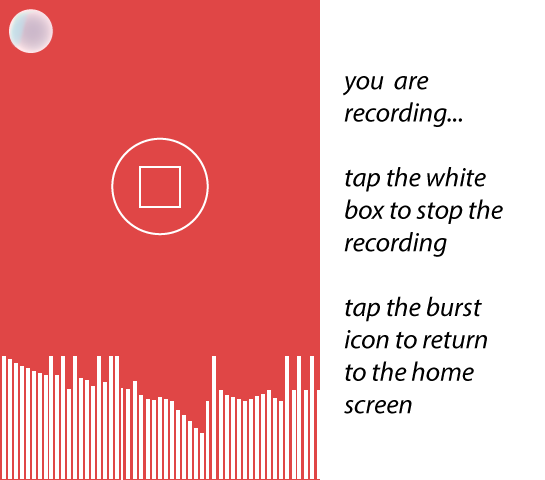 you are
recording...
tap the white
box to stop the
recording
tap the burst
icon to return
to the home
screen